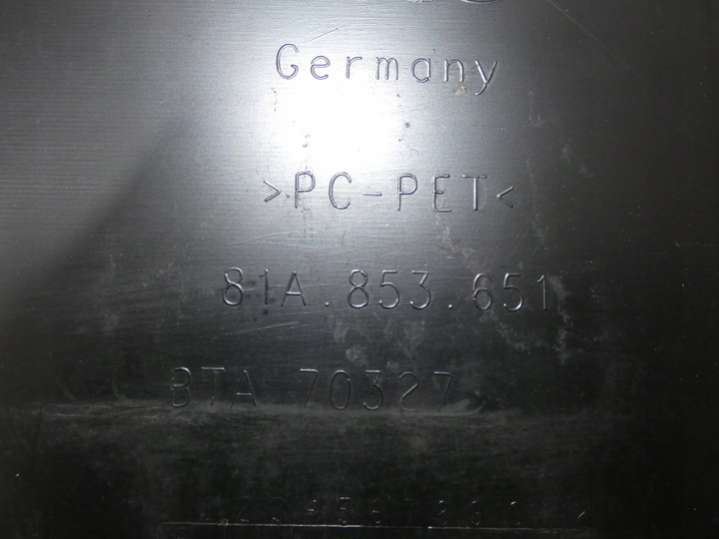 Germany
>PC-PET<
81A.853.651
BTA 70327